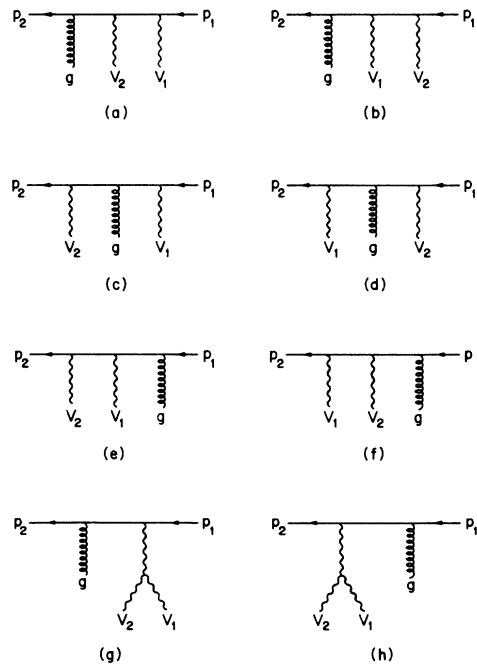 p2 p1 p2 p1
g V2 V1 g V1 V2
(a) (b)
p2 p1 p2 p1
V2 g V1 V1 g V2
(c) (d)
p2 p1 p2 p
V2 V1 g V1 V2 g
(e) (f)
p2 p1 p2 p1
g g
V2 V1 V2 V1
(g) (h)